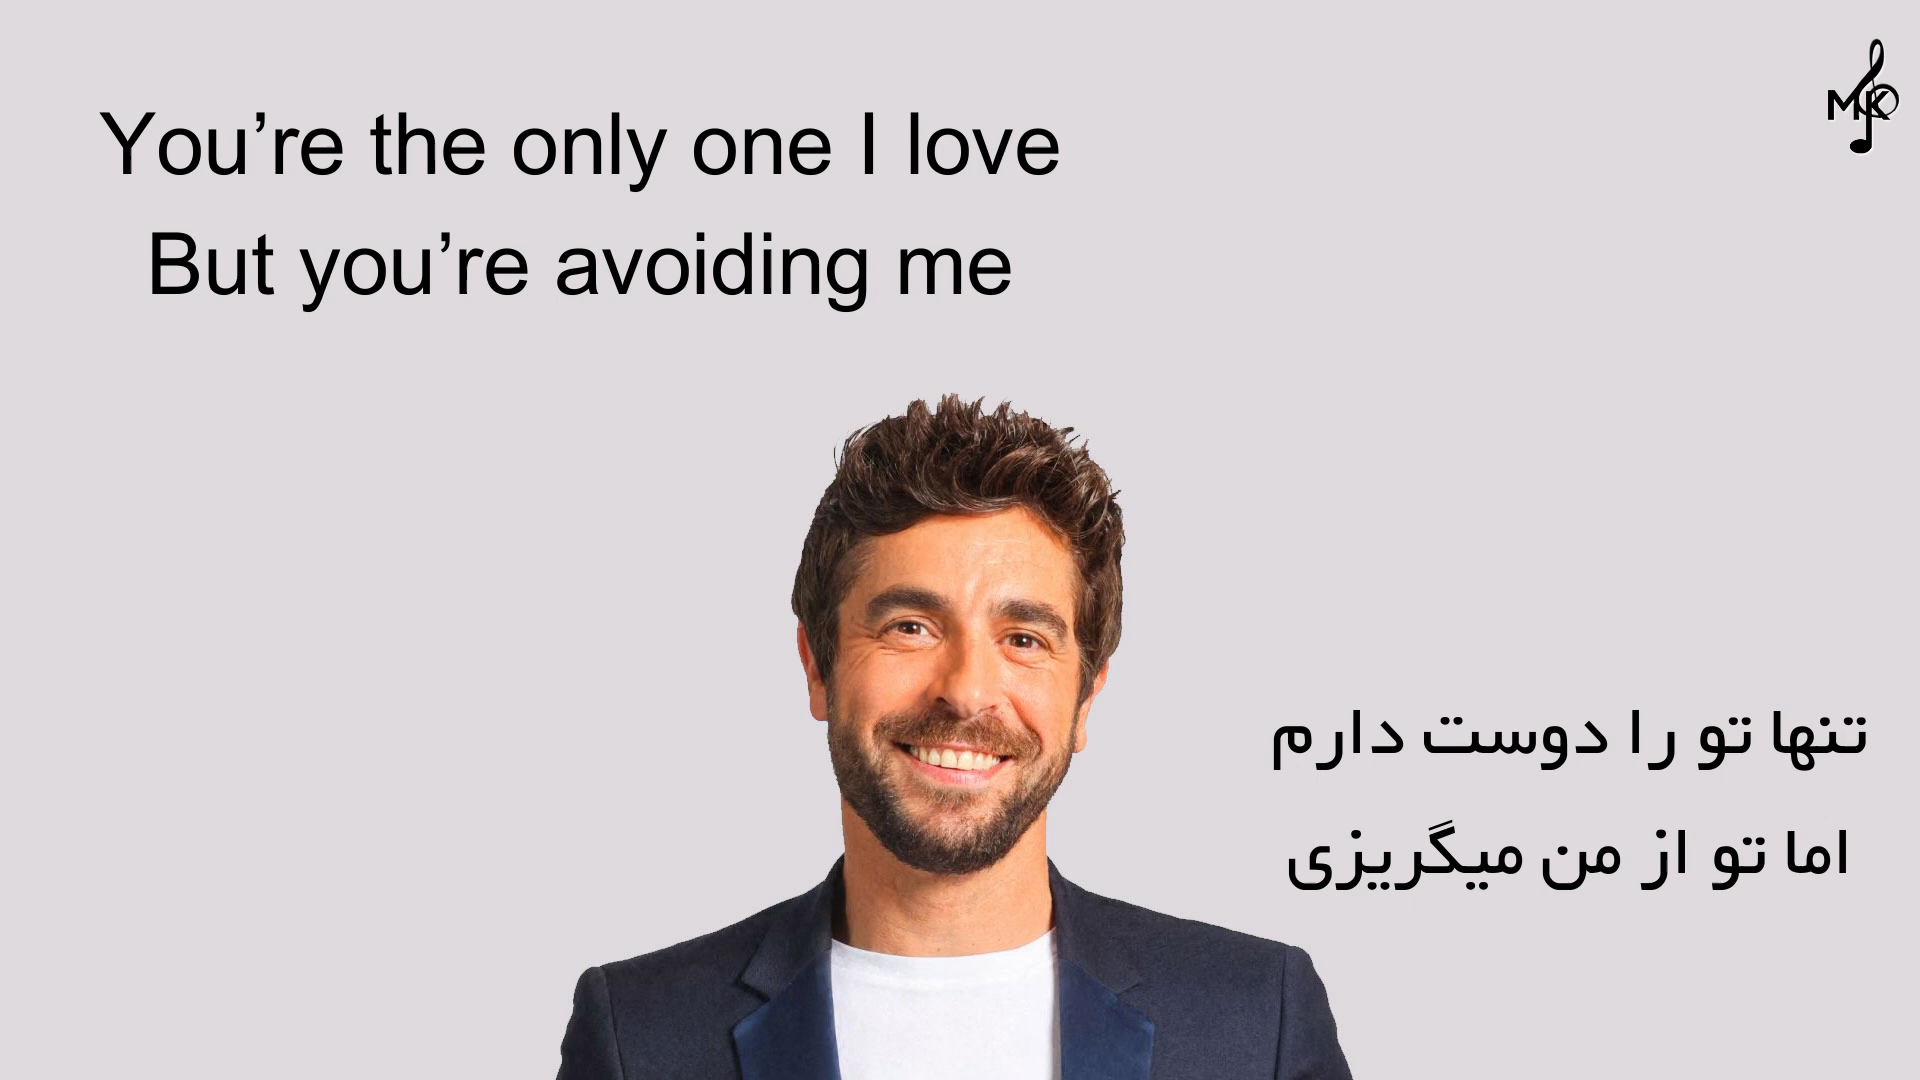 You’re the only one I love
But you’re avoiding me
MK
تنها تو را دوست دارم
اما تو از من میگریزی